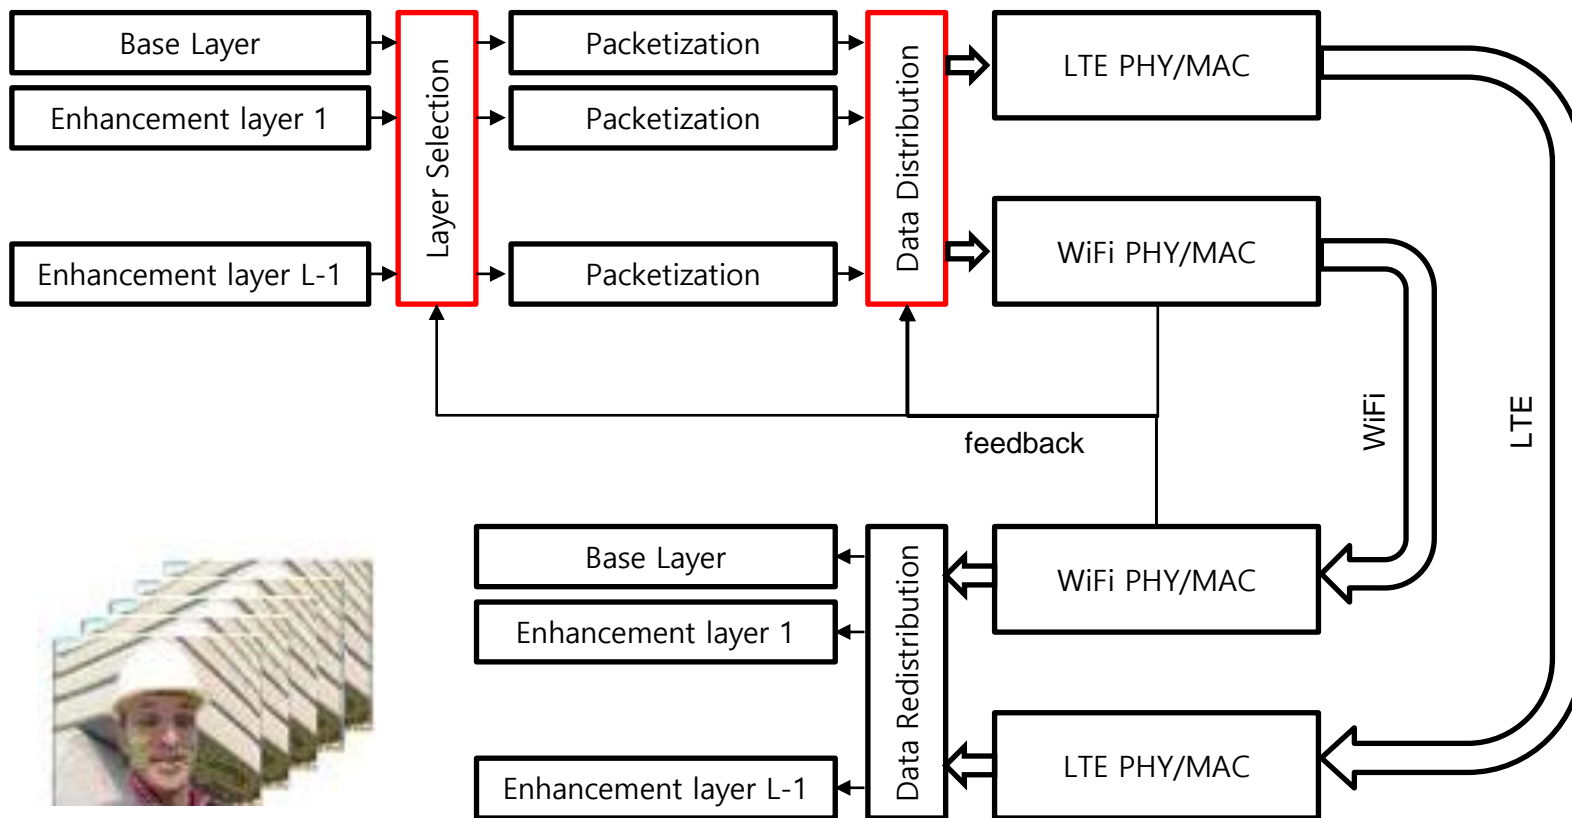 Base Layer
Enhancement layer 1
Enhancement layer L-1
Layer Selection
Packetization
Packetization
Packetization
Data Distribution
LTE PHY/MAC
WiFi PHY/MAC
feedback
WiFi
LTE
Base Layer
Enhancement layer 1
Enhancement layer L-1
Data Redistribution
WiFi PHY/MAC
LTE PHY/MAC